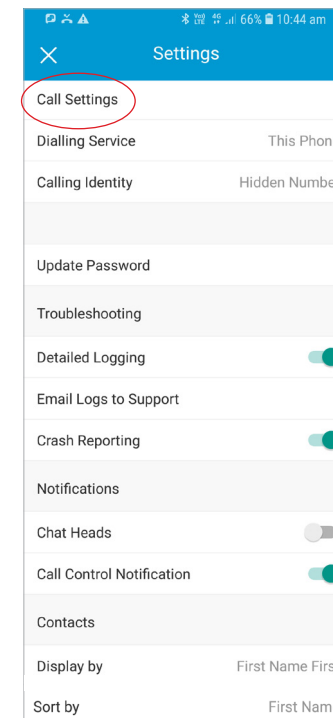 66% 10:44 am
Settings
Call Settings
Dialling Service This Phon
Calling Identity Hidden Numbe
Update Password
Troubleshooting
Detailed Logging
Email Logs to Support
Crash Reporting
Notifications
Chat Heads
Call Control Notification
Contacts
Display by First Name Firs
Sort by First Nam